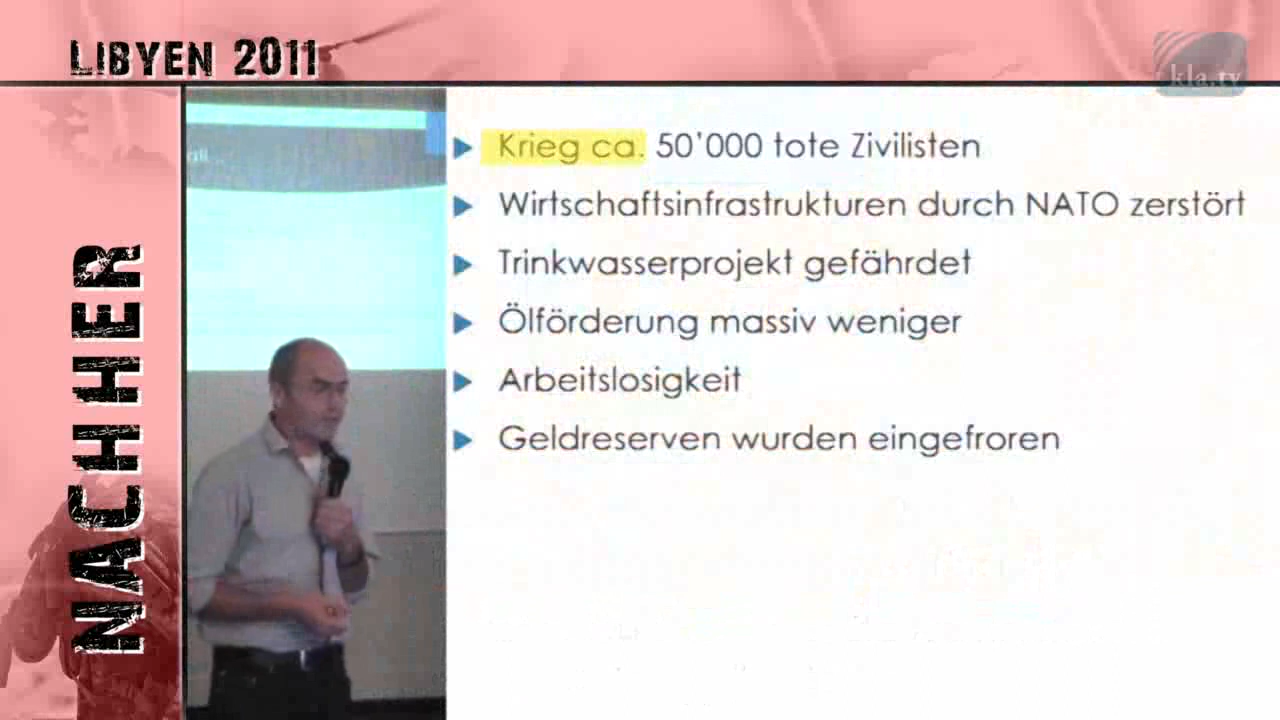 LIBYEN 2011
kla.tv
NACHHER
Krieg ca. 50'000 tote Zivilisten
Wirtschaftsinfrastrukturen durch NATO zerstört
Trinkwasserprojekt gefährdet
Ölförderung massiv weniger
Arbeitslosigkeit
Geldreserven wurden eingefroren